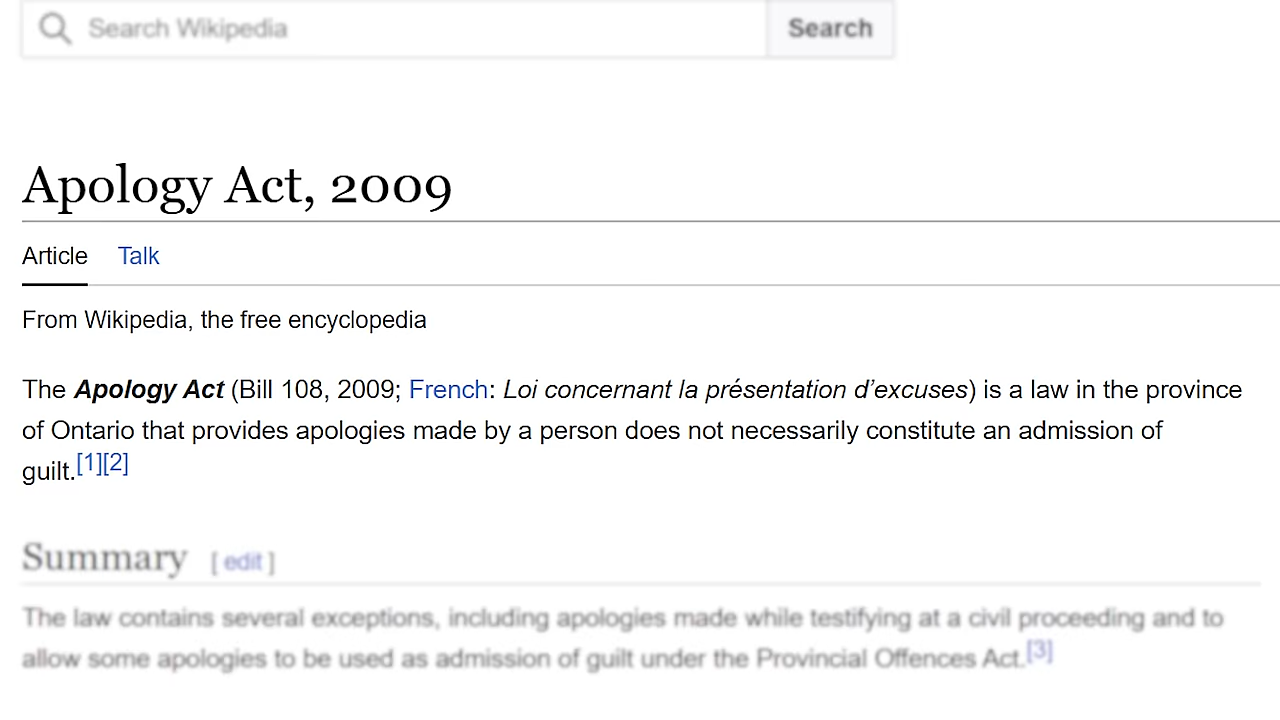 Search Wikipedia Search
Apology Act, 2009
Article Talk
From Wikipedia, the free encyclopedia
The Apology Act (Bill 108, 2009; French: Loi concernant la présentation d’excuses) is a law in the province
of Ontario that provides apologies made by a person does not necessarily constitute an admission of
guilt.[1][2]
Summary [ edit ]
The law contains several exceptions, including apologies made while testifying at a civil proceeding and to
allow some apologies to be used as admission of guilt under the Provincial Offences Act.[3]